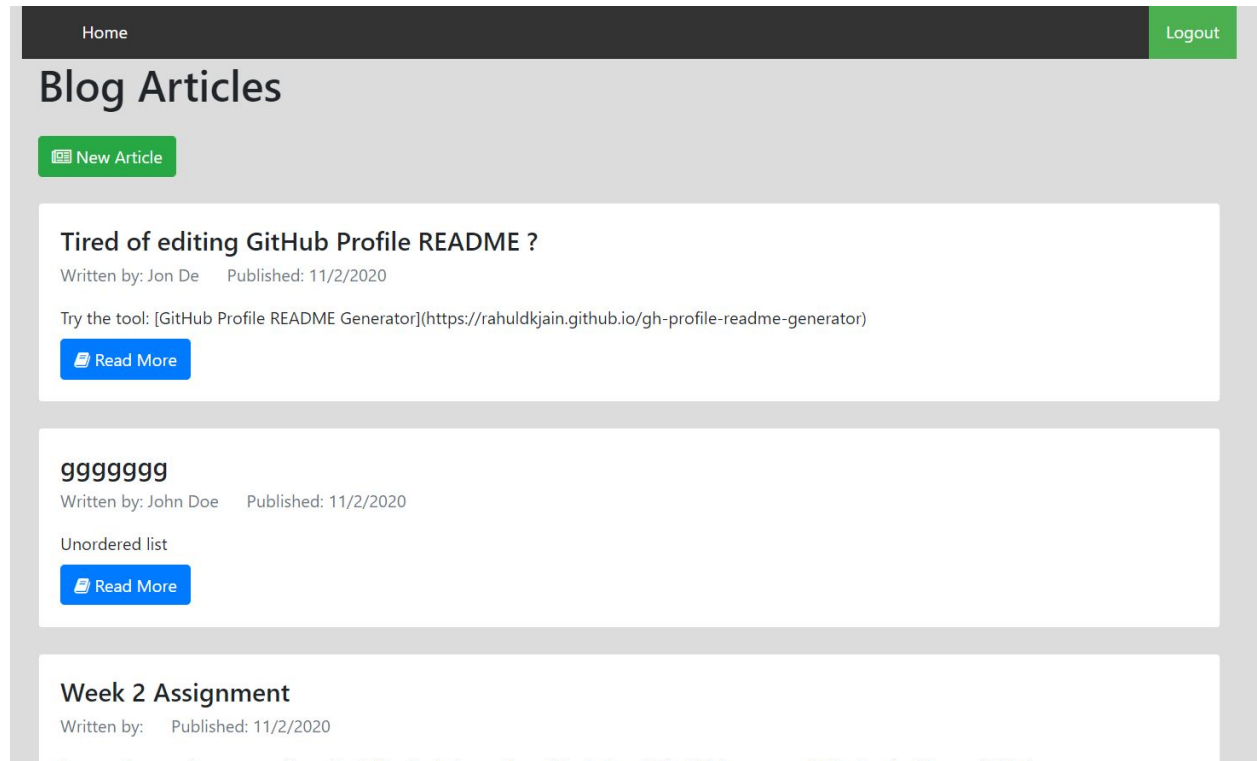 Home
Logout
Blog Articles
New Article
Tired of editing GitHub Profile README ?
Written by: Jon De Published: 11/2/2020
Try the tool: [GitHub Profile README Generator](https://rahuldkjain.github.io/gh-profile-readme-generator)
Read More
ggggggg
Written by: John Doe Published: 11/2/2020
Unordered list
Read More
Week 2 Assignment
Written by: Published: 11/2/2020